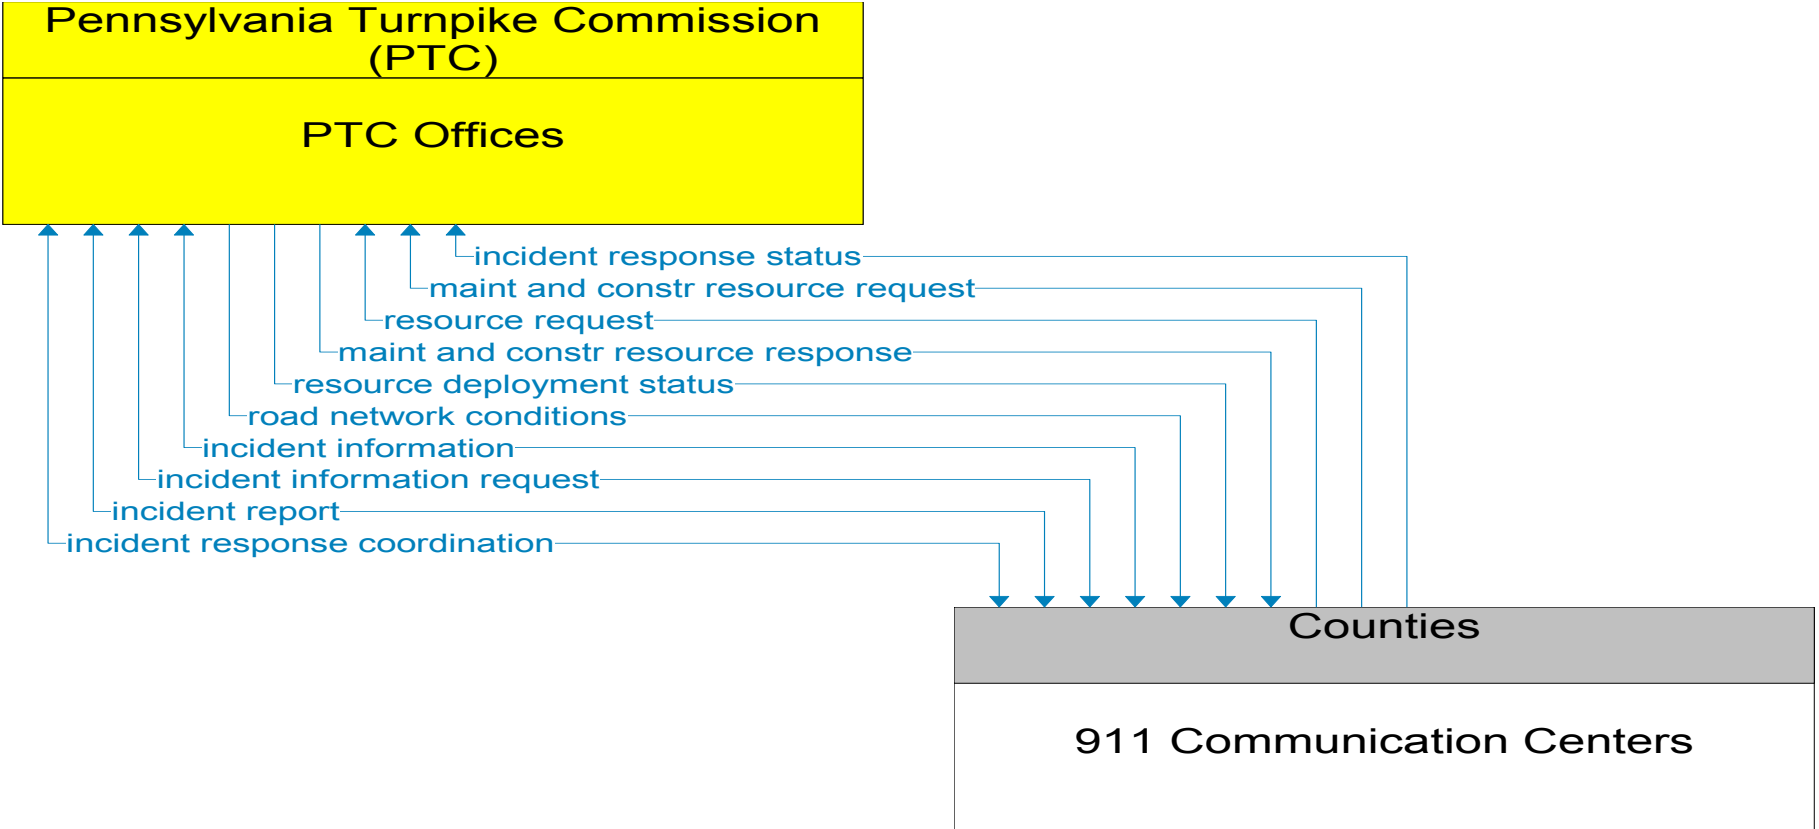 Pennsylvania Turnpike Commission
(PTC)
PTC Offices
incident response status
maint and constr resource request
resource request
maint and constr resource response
resource deployment status
road network conditions
incident information
incident information request
incident report
incident response coordination
Counties
911 Communication Centers